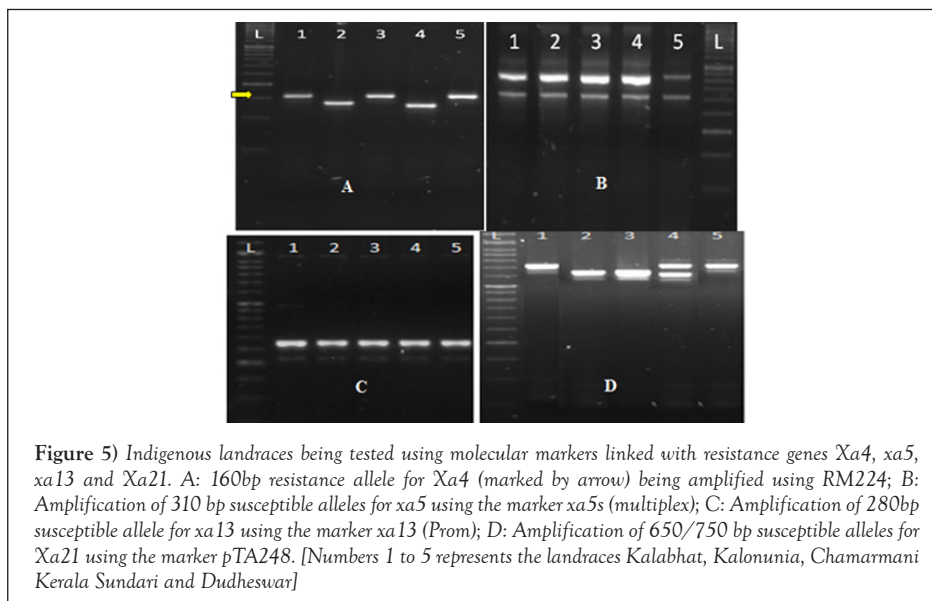 L 1 2 3 4 5
1 2 3 4 5 L
A
B
L 1 2 3 4 5
L 1 2 3 4 5
C
D
Figure 5) Indigenous landraces being tested using molecular markers linked with resistance genes Xa4, xa5,
xa13 and Xa21. A: 160bp resistance allele for Xa4 (marked by arrow) being amplified using RM224; B:
Amplification of 310 bp susceptible alleles for xa5 using the marker xa5s (multiplex); C: Amplification of 280bp
susceptible allele for xa13 using the marker xa13 (Prom); D: Amplification of 650/750 bp susceptible alleles for
Xa21 using the marker pTA248. [Numbers 1 to 5 represents the landraces Kalabhat, Kalonunia, Chamarmani
Kerala Sundari and Dudheswar]